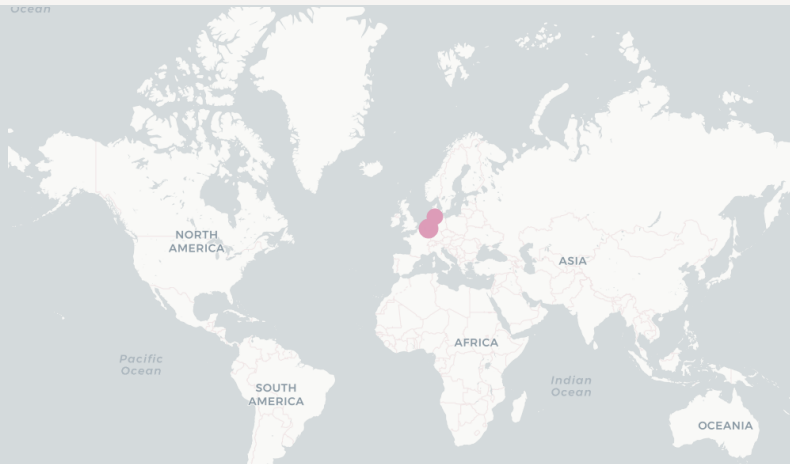 Ocean
NORTH
AMERICA
ASIA
Pacific
Ocean
AFRICA
SOUTH
AMERICA
Indian
Ocean
OCEANIA